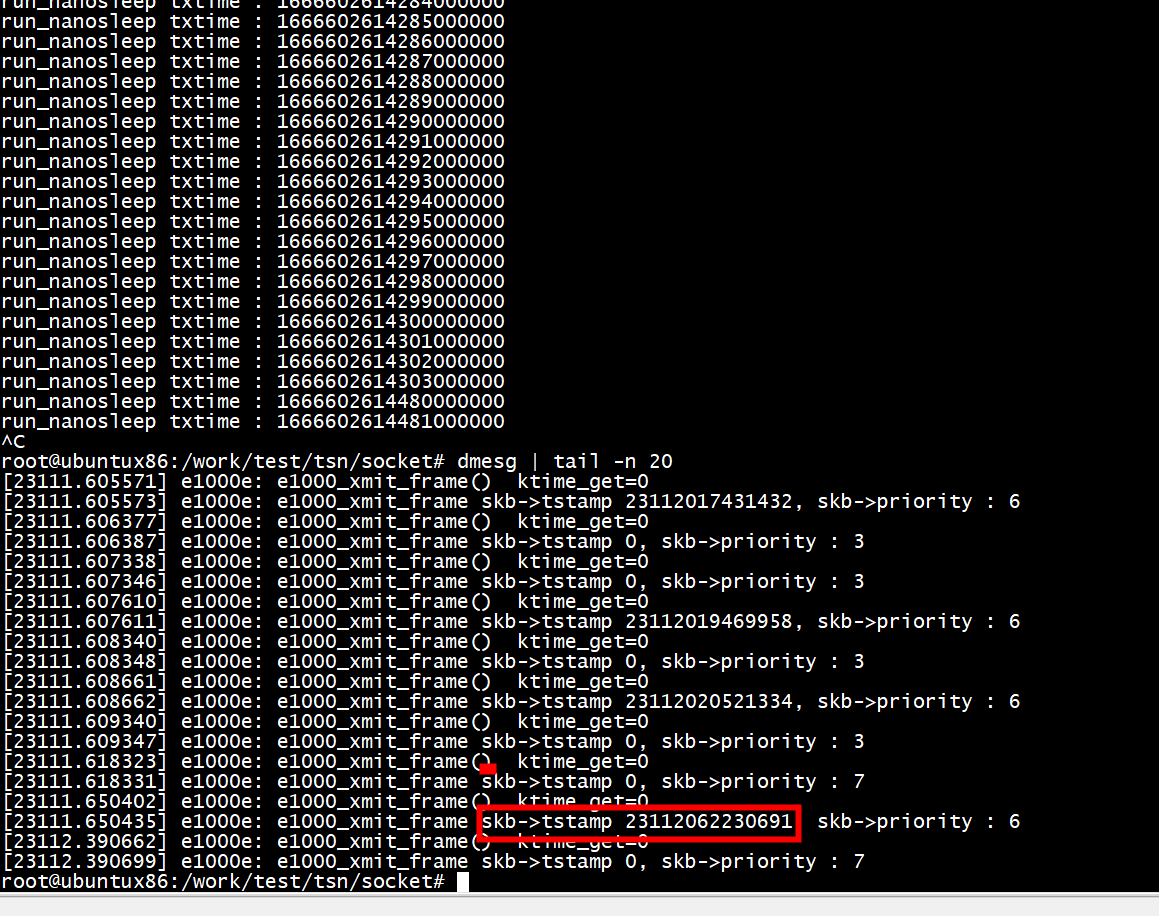 run_nanosleep txtime : 1666602614284000000
run_nanosleep txtime : 1666602614285000000
run_nanosleep txtime : 1666602614286000000
run_nanosleep txtime : 1666602614287000000
run_nanosleep txtime : 1666602614288000000
run_nanosleep txtime : 1666602614289000000
run_nanosleep txtime : 1666602614290000000
run_nanosleep txtime : 1666602614291000000
run_nanosleep txtime : 1666602614292000000
run_nanosleep txtime : 1666602614293000000
run_nanosleep txtime : 1666602614294000000
run_nanosleep txtime : 1666602614295000000
run_nanosleep txtime : 1666602614296000000
run_nanosleep txtime : 1666602614297000000
run_nanosleep txtime : 1666602614298000000
run_nanosleep txtime : 1666602614299000000
run_nanosleep txtime : 1666602614300000000
run_nanosleep txtime : 1666602614301000000
run_nanosleep txtime : 1666602614302000000
run_nanosleep txtime : 1666602614303000000
run_nanosleep txtime : 1666602614480000000
run_nanosleep txtime : 1666602614481000000
^C
root@ubuntux86:/work/test/tsn/socket# dmesg | tail -n 20
[23111.605571] e1000e: e1000_xmit_frame()  ktime_get=0
[23111.605573] e1000e: e1000_xmit_frame skb->tstamp 23112017431432, skb->priority : 6
[23111.606377] e1000e: e1000_xmit_frame()  ktime_get=0
[23111.606387] e1000e: e1000_xmit_frame skb->tstamp 0, skb->priority : 3
[23111.607338] e1000e: e1000_xmit_frame()  ktime_get=0
[23111.607346] e1000e: e1000_xmit_frame skb->tstamp 0, skb->priority : 3
[23111.607610] e1000e: e1000_xmit_frame()  ktime_get=0
[23111.607611] e1000e: e1000_xmit_frame skb->tstamp 23112019469958, skb->priority : 6
[23111.608340] e1000e: e1000_xmit_frame()  ktime_get=0
[23111.608348] e1000e: e1000_xmit_frame skb->tstamp 0, skb->priority : 3
[23111.608661] e1000e: e1000_xmit_frame()  ktime_get=0
[23111.608662] e1000e: e1000_xmit_frame skb->tstamp 23112020521334, skb->priority : 6
[23111.609340] e1000e: e1000_xmit_frame()  ktime_get=0
[23111.609347] e1000e: e1000_xmit_frame skb->tstamp 0, skb->priority : 3
[23111.618323] e1000e: e1000_xmit_frame()  ktime_get=0
[23111.618331] e1000e: e1000_xmit_frame skb->tstamp 0, skb->priority : 7
[23111.650402] e1000e: e1000_xmit_frame()  ktime_get=0
[23111.650435] e1000e: e1000_xmit_frame skb->tstamp 23112062230691, skb->priority : 6
[23112.390662] e1000e: e1000_xmit_frame()  ktime_get=0
[23112.390699] e1000e: e1000_xmit_frame skb->tstamp 0, skb->priority : 7
root@ubuntux86:/work/test/tsn/socket#